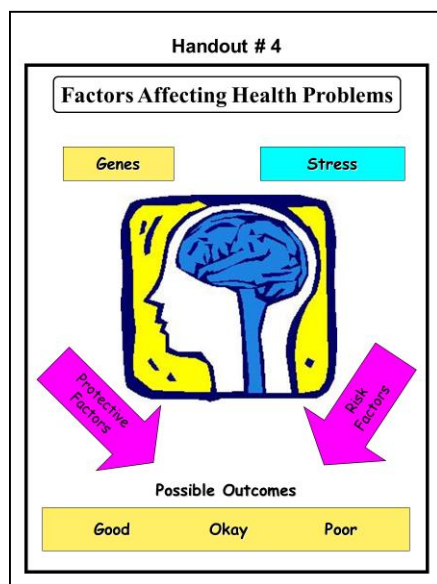 Handout # 4
Factors Affecting Health Problems
Genes
Stress
Protective
Factors
Risk
Factors
Possible Outcomes
Good Okay Poor